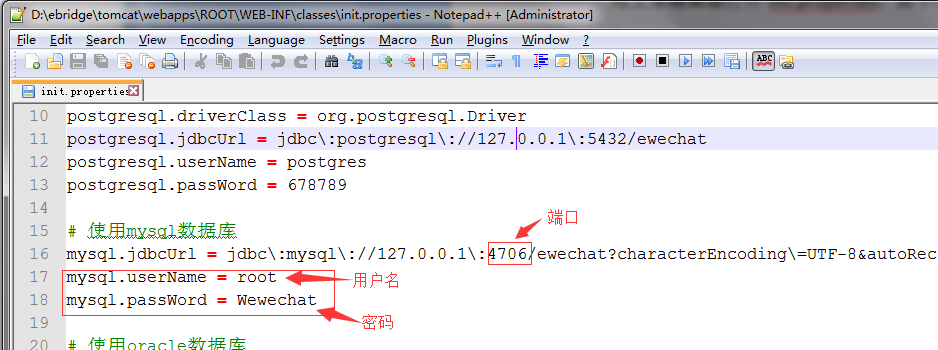 D:\ebridge\tomcat\webapps\ROOT\WEB-INF\classes\init.properties - Notepad++ [Administrator]
File Edit Search View Encoding Language Settings Macro Run Plugins Window ?
ABC
init.properties
10 postgresql.driverClass = org.postgresql.Driver
11 postgresql.jdbcUrl = jdbc\:postgresql\://127.0.0.1\:5432/ewechat
12 postgresql.userName = postgres
13 postgresql.passWord = 678789
14
端口
15 # 使用mysql数据库
16 mysql.jdbcUrl = jdbc\:mysql\://127.0.0.1\:4706/ewechat?characterEncoding\=UTF-8&autoRec
17 mysql.userName = root 用户名
18 mysql.passWord = Wewechat
密码
19
20 # 使用oracle数据库